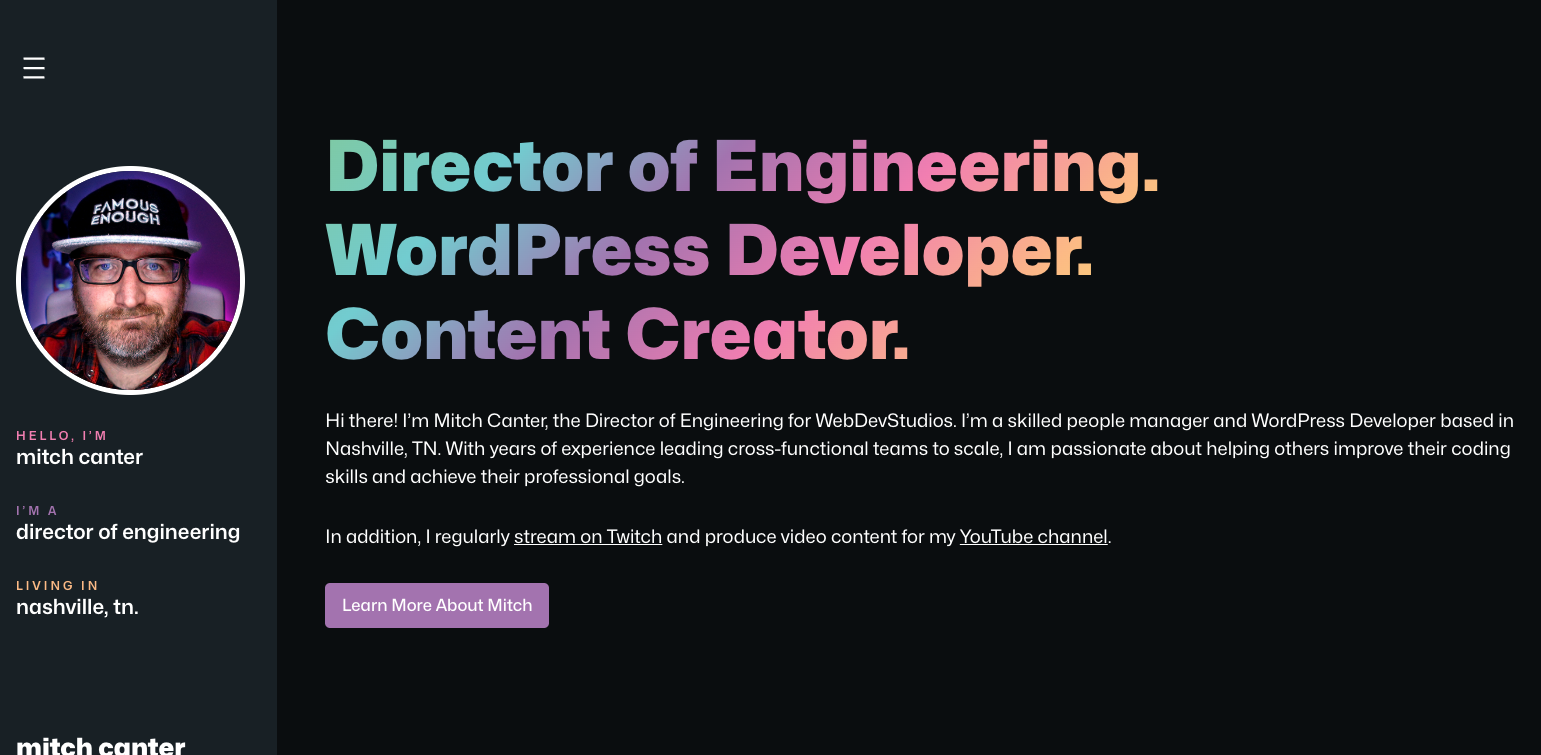 FAMOUS
ENOUGH
HELLO, I’M
mitch canter
I’M A
director of engineering
LIVING IN
nashville, tn.
mitch canter
Director of Engineering.
WordPress Developer.
Content Creator.
Hi there! I’m Mitch Canter, the Director of Engineering for WebDevStudios. I’m a skilled people manager and WordPress Developer based in
Nashville, TN. With years of experience leading cross-functional teams to scale, I am passionate about helping others improve their coding
skills and achieve their professional goals.
In addition, I regularly stream on Twitch and produce video content for my YouTube channel.
Learn More About Mitch